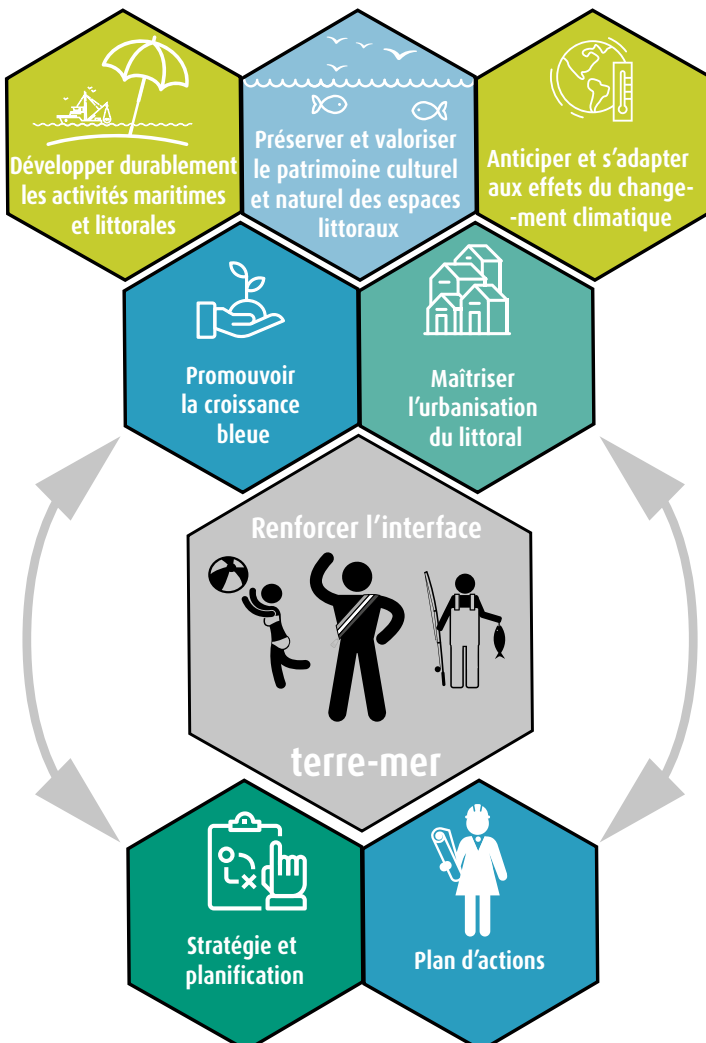 Développer durablement
les activités maritimes
et littorales
Préserver et valoriser
le patrimoine culturel
et naturel des espaces
littoraux
Anticiper et s'adapter
aux effets du change-
-ment climatique
Promouvoir
la croissance
bleue
Maîtriser
l'urbanisation
du littoral
Renforcer l'interface
terre-mer
Stratégie et
planification
Plan d'actions